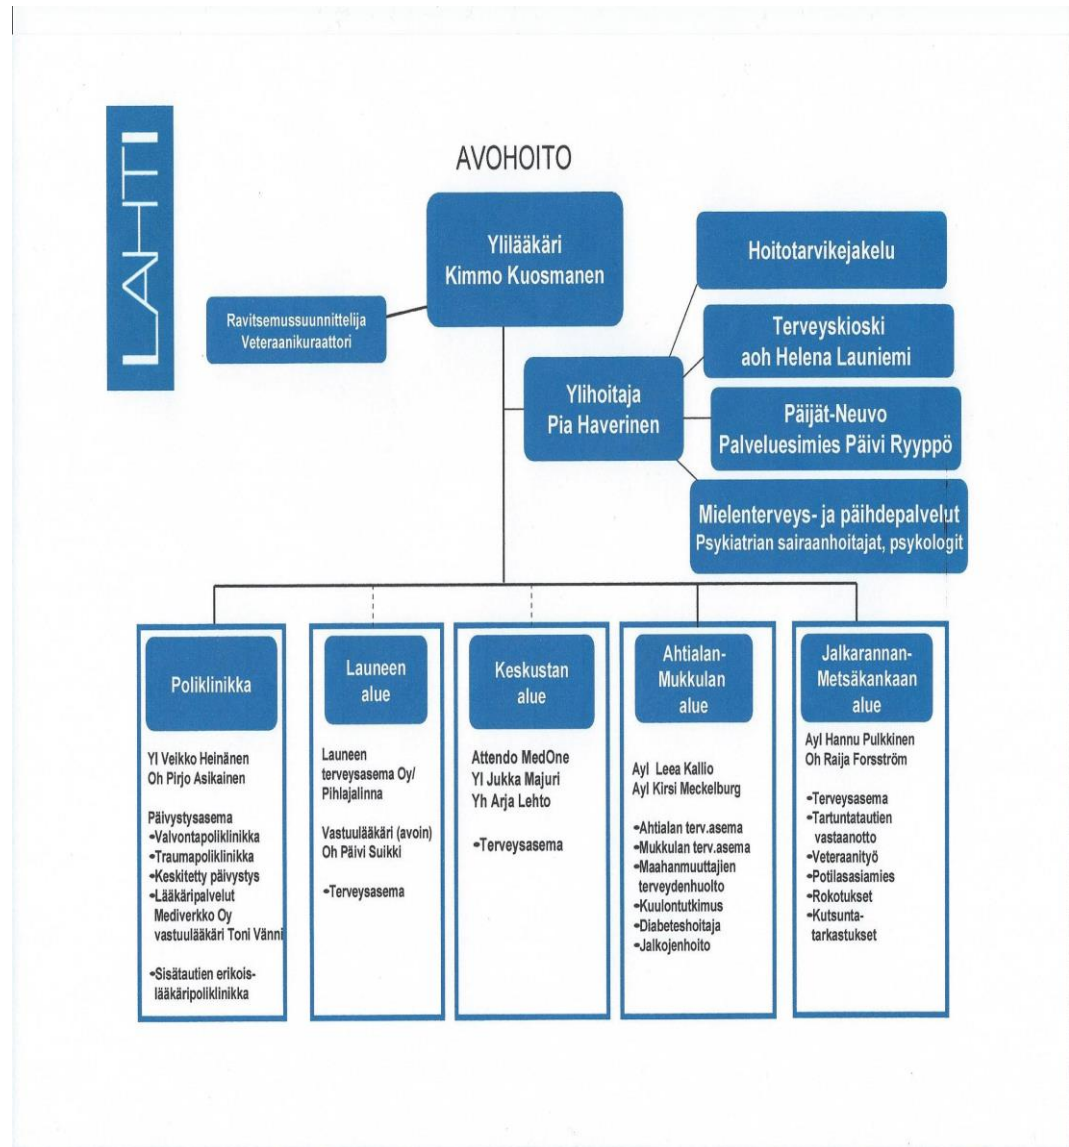 LAHTI
AVOHOITO
Ylilääkäri
Kimmo Kuosmanen
Ravitsemussuunnittelija
Veteraanikuraattori
Ylihoitaja
Pia Haverinen
Hoitotarvikejakelu
Terveyskioski
aoh Helena Launiemi
Päijät-Neuvo
Palveluesimies Päivi Ryyppö
Mielenterveys- ja päihdepalvelut
Psykiatrian sairaanhoitajat, psykologit
Poliklinikka
Yl Veikko Heinänen
Oh Pirjo Asikainen
Päivystysasema
•Valvontapoliklinikka
•Traumapoliklinikka
•Keskitetty päivystys
•Lääkäripalvelut
Mediverkko Oy
vastuulääkäri Toni Vänni
•Sisätautien erikois-
lääkäripoliklinikka
Launeen
alue
Launeen
terveysasema Oy/
Pihlajalinna
Vastuulääkäri (avoin)
Oh Päivi Suikki
•Terveysasema
Keskustan
alue
Attendo MedOne
Yl Jukka Majuri
Yh Arja Lehto
•Terveysasema
Ahtialan-
Mukkulan
alue
Ayl Leea Kallio
Ayl Kirsi Meckelburg
•Ahtialan terv.asema
•Mukkulan terv.asema
•Maahanmuuttajien
terveydenhuolto
•Kuulontutkimus
•Diabeteshoitaja
•Jalkojenhoito
Jalkarannan-
Metsäkankaan
alue
Ayl Hannu Pulkkinen
Oh Raija Forsström
•Terveysasema
•Tartuntatautien
vastaanotto
•Veteraanityö
•Potilasasiamies
•Rokotukset
•Kutsunta-
tarkastukset